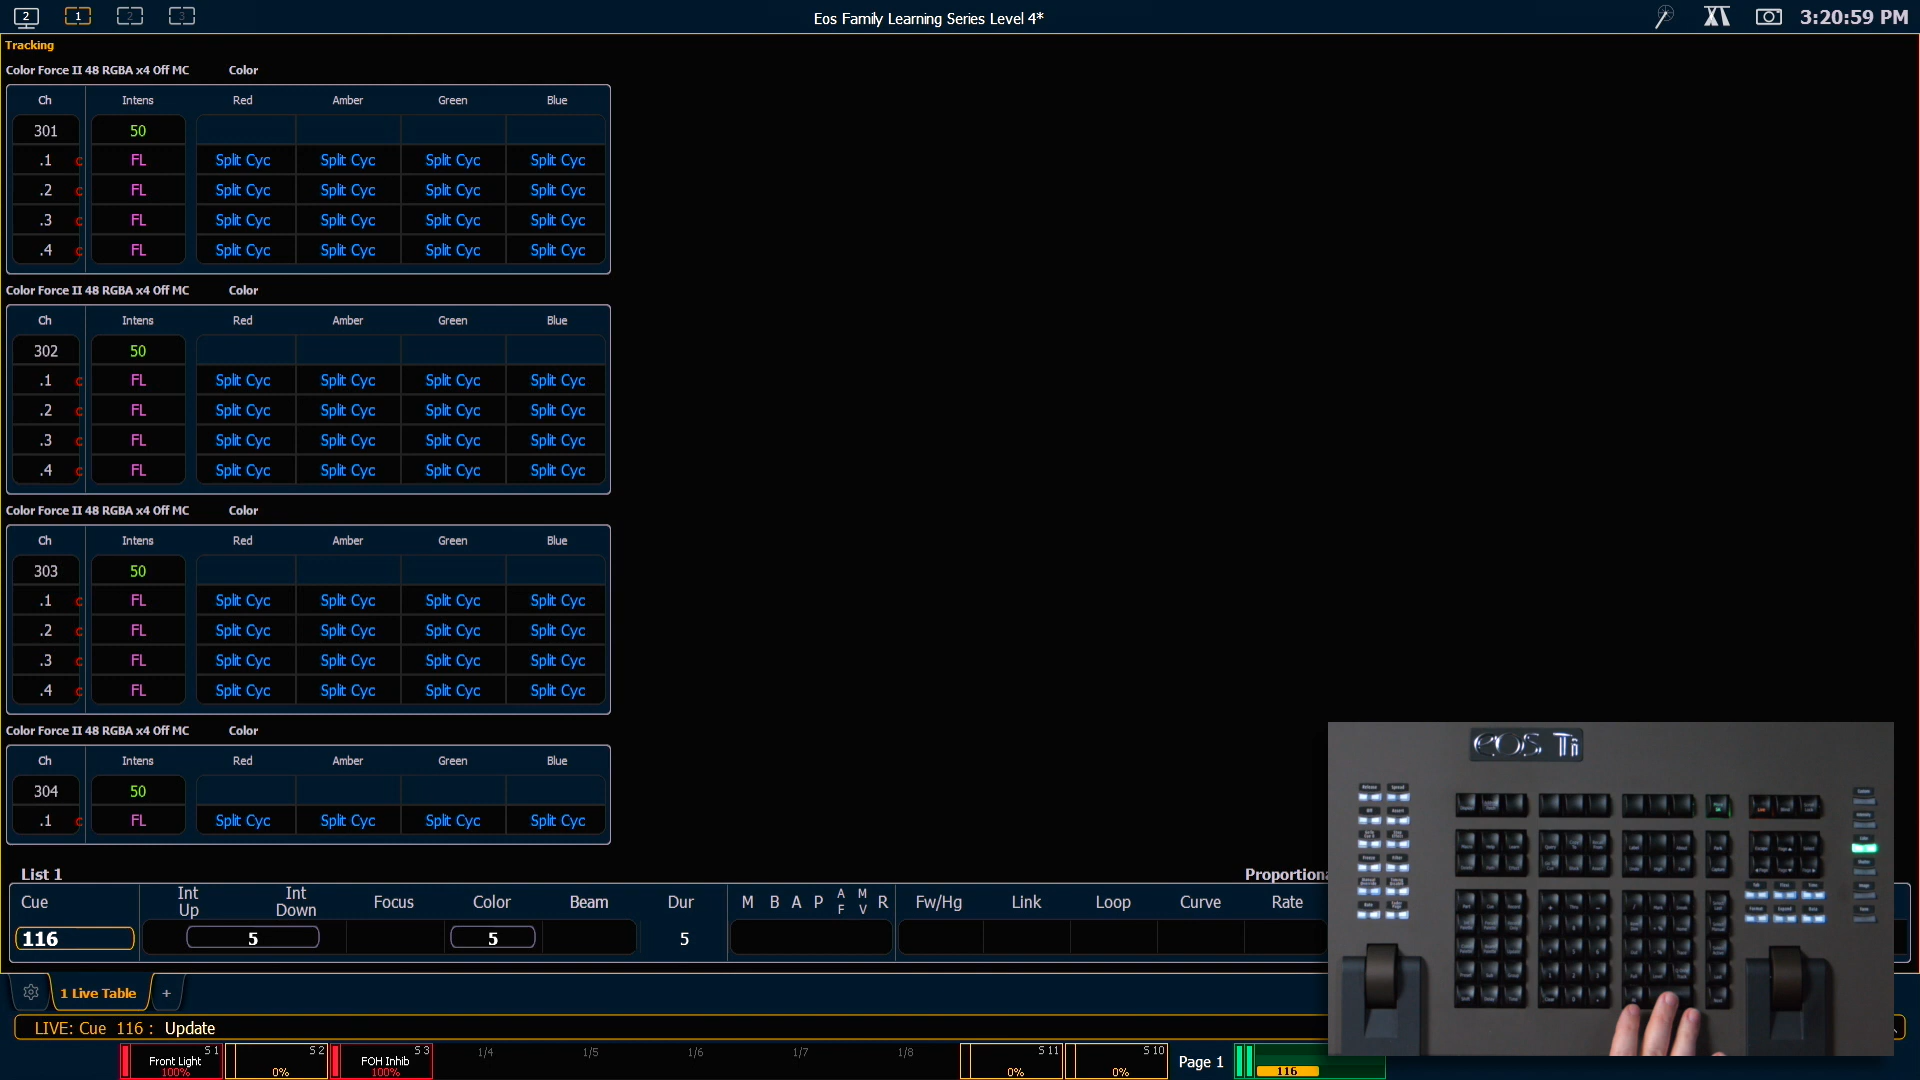 2 1 2 3 Eos Family Learning Series Level 4* 3:20:59 PM
Tracking
Color Force II 48 RGBA x4 Off MC Color
Ch Intens Red Amber Green Blue
301 50
.1 c FL Split Cyc Split Cyc Split Cyc Split Cyc
.2 c FL Split Cyc Split Cyc Split Cyc Split Cyc
.3 c FL Split Cyc Split Cyc Split Cyc Split Cyc
.4 c FL Split Cyc Split Cyc Split Cyc Split Cyc
Color Force II 48 RGBA x4 Off MC Color
Ch Intens Red Amber Green Blue
302 50
.1 c FL Split Cyc Split Cyc Split Cyc Split Cyc
.2 c FL Split Cyc Split Cyc Split Cyc Split Cyc
.3 c FL Split Cyc Split Cyc Split Cyc Split Cyc
.4 c FL Split Cyc Split Cyc Split Cyc Split Cyc
Color Force II 48 RGBA x4 Off MC Color
Ch Intens Red Amber Green Blue
303 50
.1 c FL Split Cyc Split Cyc Split Cyc Split Cyc
.2 c FL Split Cyc Split Cyc Split Cyc Split Cyc
.3 c FL Split Cyc Split Cyc Split Cyc Split Cyc
.4 c FL Split Cyc Split Cyc Split Cyc Split Cyc
Color Force II 48 RGBA x4 Off MC Color
Ch Intens Red Amber Green Blue
304 50
.1 c FL Split Cyc Split Cyc Split Cyc Split Cyc
eos Ti
List 1 Proportiona
Cue Int Up Int Down Focus Color Beam Dur M B A P AF MV R Fw/Hg Link Loop Curve Rate
116 5 5 5
1 Live Table +
LIVE: Cue 116 : Update
S 1 S 2 S 3 1/4 1/5 1/6 1/7 1/8 S 11 S 10
Front Light FOH Inhib Page 1
100% 0% 100% 0% 0% 116